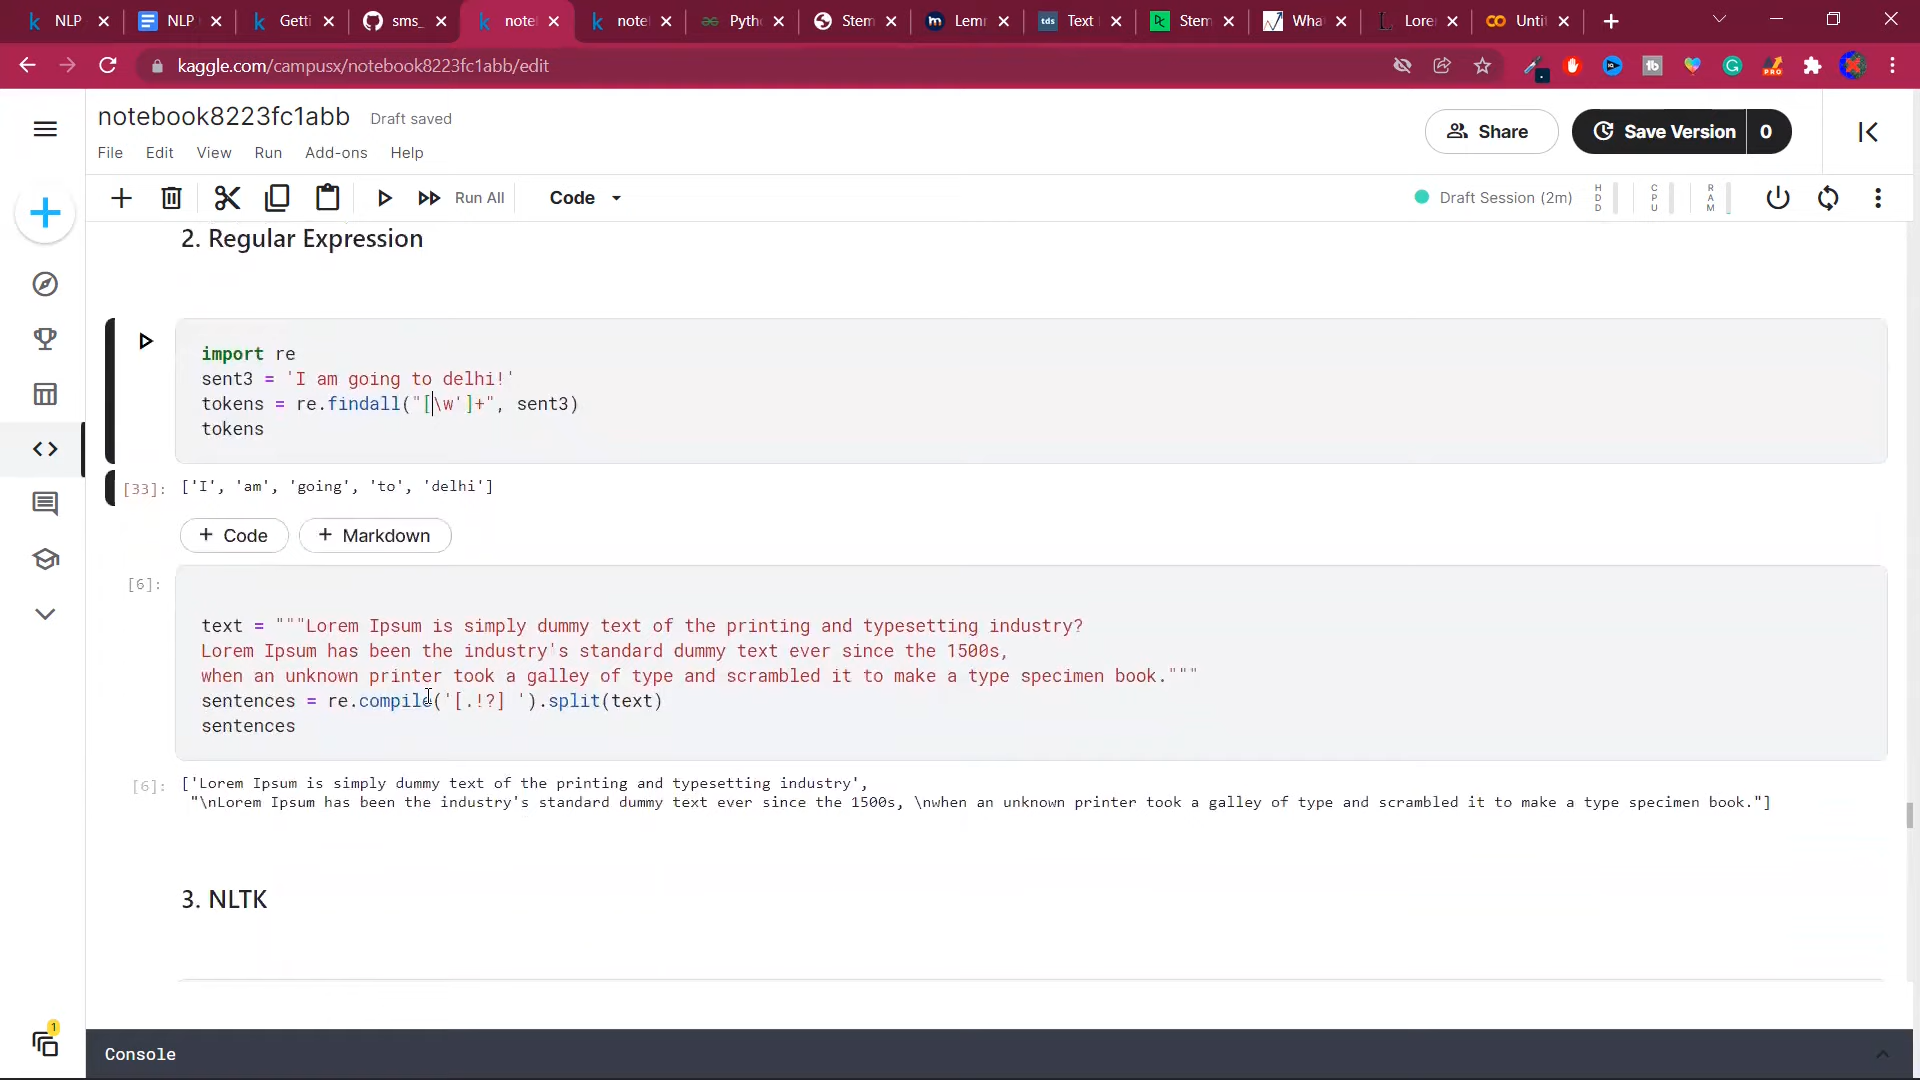 NLP
NLP
Getti
sms_
note
note
Pyth
Stem
Lem
tds
Text
Stem
Wha
Lore
Unti
kaggle.com/campusx/notebook8223fc1abb/edit
notebook8223fc1abb
Draft saved
Share
Save Version
0
File
Edit
View
Run
Add-ons
Help
Run All
Code
Draft Session (2m)
HDD
CPU
RAM
2. Regular Expression
import re
sent3 = 'I am going to delhi!'
tokens = re.findall("[\w']+", sent3)
tokens
[33]:
['I', 'am', 'going', 'to', 'delhi']
+ Code
+ Markdown
[6]:
text = """Lorem Ipsum is simply dummy text of the printing and typesetting industry?
Lorem Ipsum has been the industry's standard dummy text ever since the 1500s,
when an unknown printer took a galley of type and scrambled it to make a type specimen book."""
sentences = re.compile('[.!?] ').split(text)
sentences
[6]:
['Lorem Ipsum is simply dummy text of the printing and typesetting industry',
"\nLorem Ipsum has been the industry's standard dummy text ever since the 1500s, \nwhen an unknown printer took a galley of type and scrambled it to make a type specimen book."]
3. NLTK
1
Console